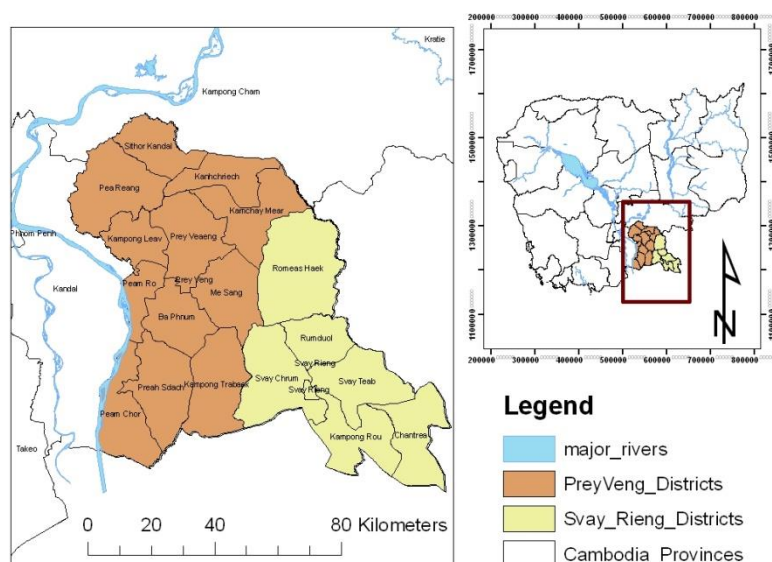 Kratie
Kampong Cham
Sithor Kandal
Kanhchriech
Pea Reang
Kamchay Mear
Kampong Leav
Prey Veaeng
Phnom Penh
Romeas Haek
Kandal
Peam Ro
Prey Veng
Me Sang
Ba Phnum
Rumduol
Svay Rieng
Svay Chrum
Svay Teab
Preah Sdach
Kampong Trabaek
Svay Rieng
Peam Chor
Kampong Rou
Chantrea
Takeo
0 20 40 80 Kilometers
200000 300000 400000 500000 600000 700000 800000
1700000
1500000
1300000
1100000
200000 300000 400000 500000 600000 700000 800000
N
Legend
major_rivers
PreyVeng_Districts
Svay_Rieng_Districts
Cambodia_Provinces